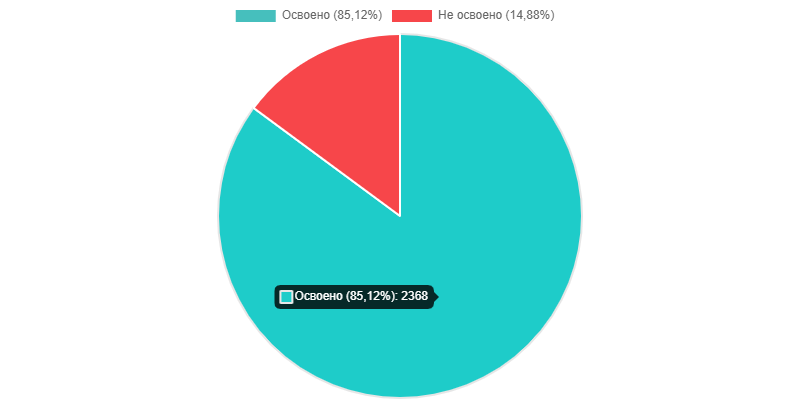 Освоено (85,12%) Не освоено (14,88%)
Освоено (85,12%): 2368